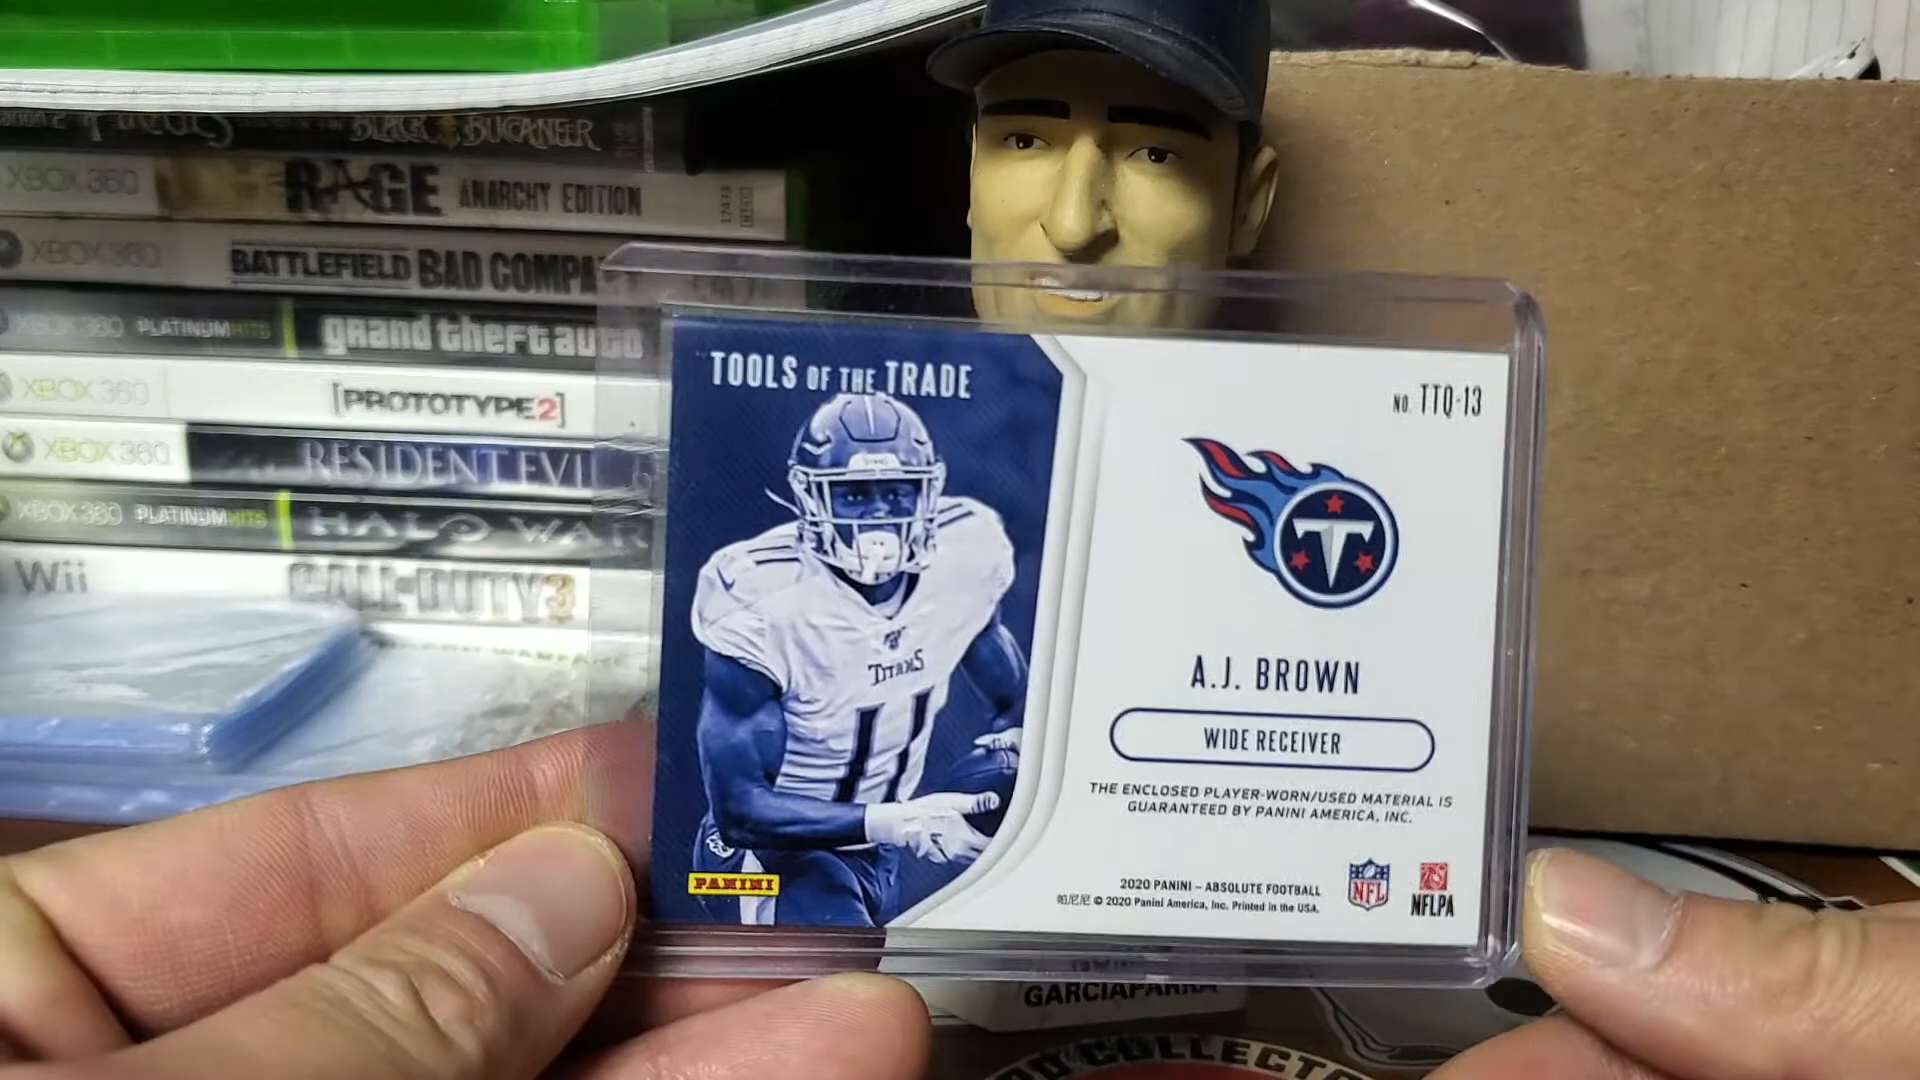 BLACK BUCANEER
XBOX 360 RAGE ANARCHY EDITION
17433
XBOX 360 BATTLEFIELD BAD COMPA
XBOX 360 PLATINUM HITS grand theft auto
XBOX 360 [PROTOTYPE2]
XBOX 360 RESIDENT EVIL
XBOX 360 PLATINUM HITS HALO WAR
Wii CALL OF DUTY 3
TOOLS OF THE TRADE
NO. TTQ-13
T
TITANS
11
A.J. BROWN
WIDE RECEIVER
THE ENCLOSED PLAYER-WORN/USED MATERIAL IS
GUARANTEED BY PANINI AMERICA, INC.
PANINI
2020 PANINI – ABSOLUTE FOOTBALL
帕尼尼 © 2020 Panini America, Inc. Printed in the USA.
NFL
NFLPA
GARCIAPARRA
COLLECTO